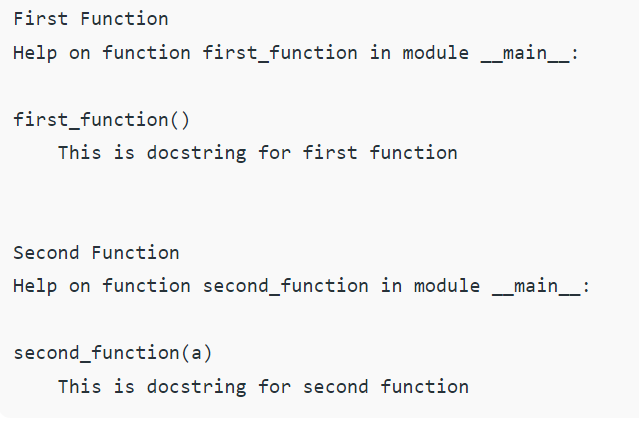 First Function
Help on function first_function in module __main__:
first_function()
    This is docstring for first function
Second Function
Help on function second_function in module __main__:
second_function(a)
    This is docstring for second function